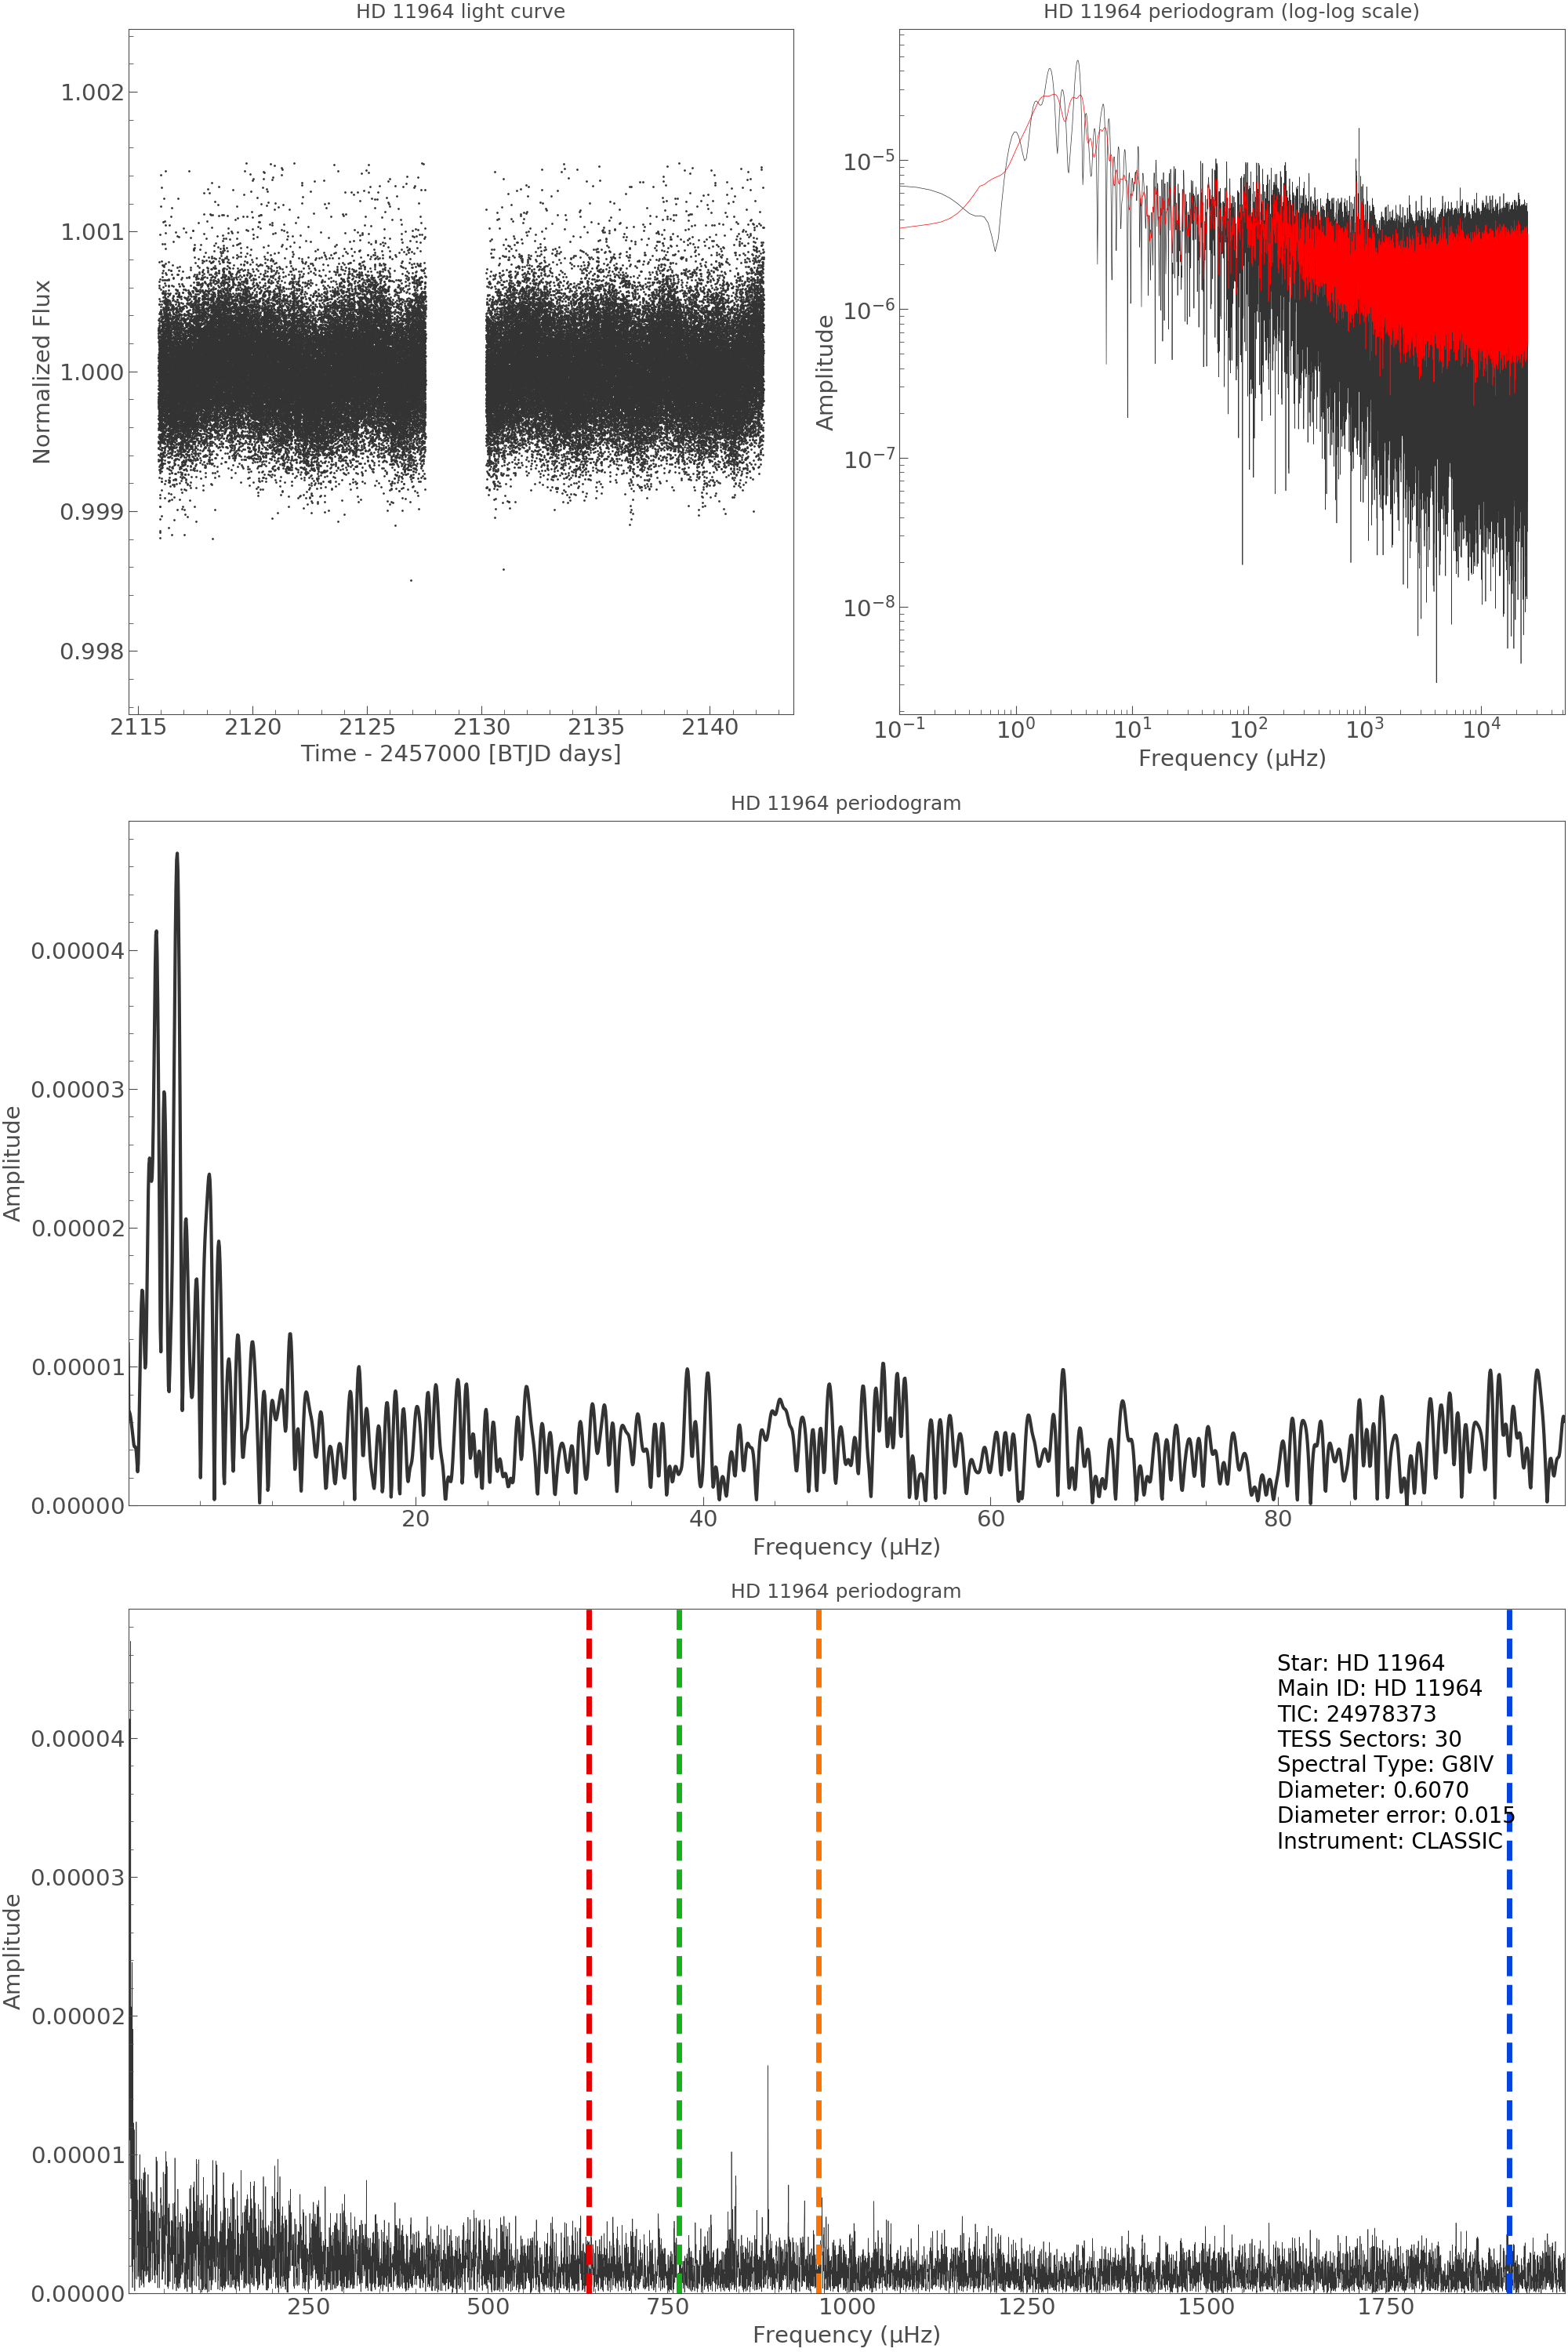 HD 11964 light curve
Normalized Flux
1.002
1.001
1.000
0.999
0.998
2115 2120 2125 2130 2135 2140
Time - 2457000 [BTJD days]
HD 11964 periodogram (log-log scale)
Amplitude
10⁻⁵
10⁻⁶
10⁻⁷
10⁻⁸
10⁻¹ 10⁰ 10¹ 10² 10³ 10⁴
Frequency (μHz)
HD 11964 periodogram
Amplitude
0.00004
0.00003
0.00002
0.00001
0.00000
20 40 60 80
Frequency (μHz)
HD 11964 periodogram
Amplitude
0.00004
0.00003
0.00002
0.00001
0.00000
250 500 750 1000 1250 1500 1750
Frequency (μHz)
Star: HD 11964
Main ID: HD 11964
TIC: 24978373
TESS Sectors: 30
Spectral Type: G8IV
Diameter: 0.6070
Diameter error: 0.015
Instrument: CLASSIC